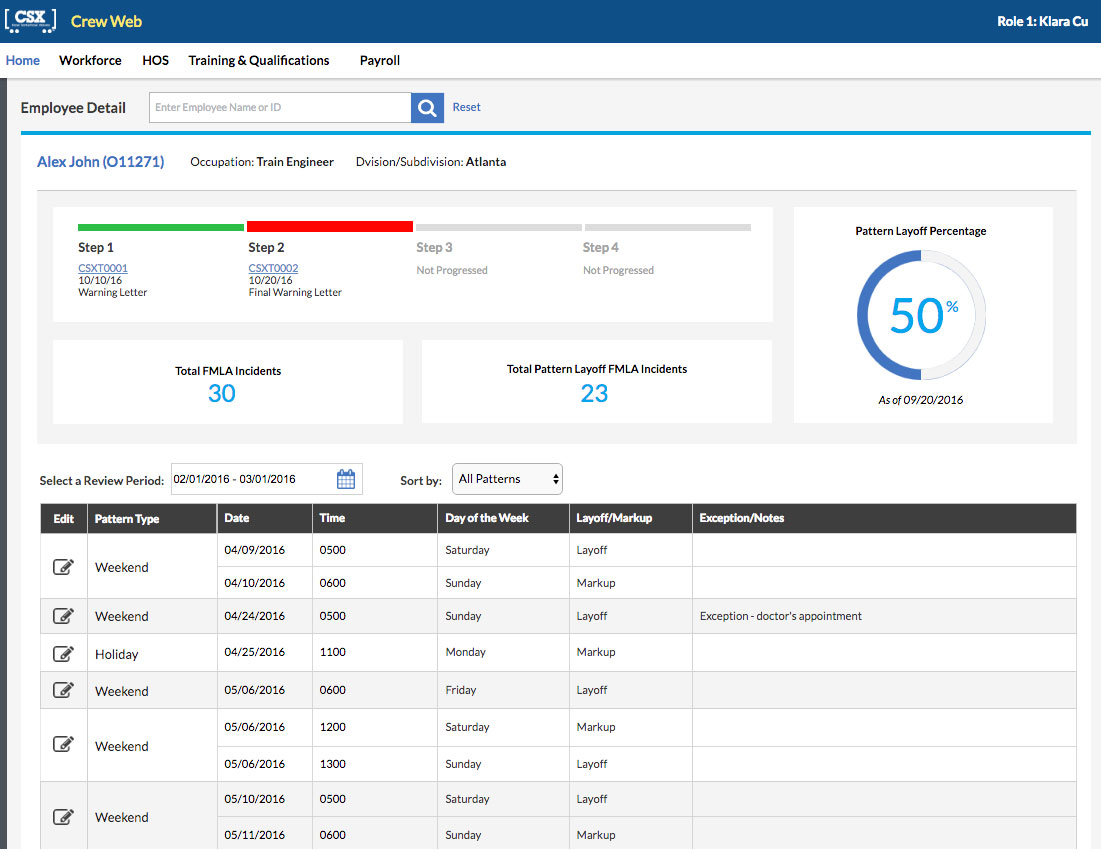 CSX Crew Web Role 1: Klara Cu
Home Workforce HOS Training & Qualifications Payroll
Employee Detail Enter Employee Name or ID Reset
Alex John (O11271) Occupation: Train Engineer Dvision/Subdivision: Atlanta
Step 1 Step 2 Step 3 Step 4
CSXT0001 CSXT0002 Not Progressed Not Progressed
10/10/16 10/20/16
Warning Letter Final Warning Letter
Pattern Layoff Percentage
50%
As of 09/20/2016
Total FMLA Incidents
30
Total Pattern Layoff FMLA Incidents
23
Select a Review Period: 02/01/2016 - 03/01/2016 Sort by: All Patterns
Edit Pattern Type Date Time Day of the Week Layoff/Markup Exception/Notes
Weekend
04/09/2016 0500 Saturday Layoff
04/10/2016 0600 Sunday Markup
Weekend 04/24/2016 0500 Sunday Layoff Exception - doctor's appointment
Holiday 04/25/2016 1100 Monday Markup
Weekend 05/06/2016 0600 Friday Layoff
Weekend
05/06/2016 1200 Saturday Markup
05/06/2016 1300 Sunday Layoff
Weekend
05/10/2016 0500 Saturday Layoff
05/11/2016 0600 Sunday Markup